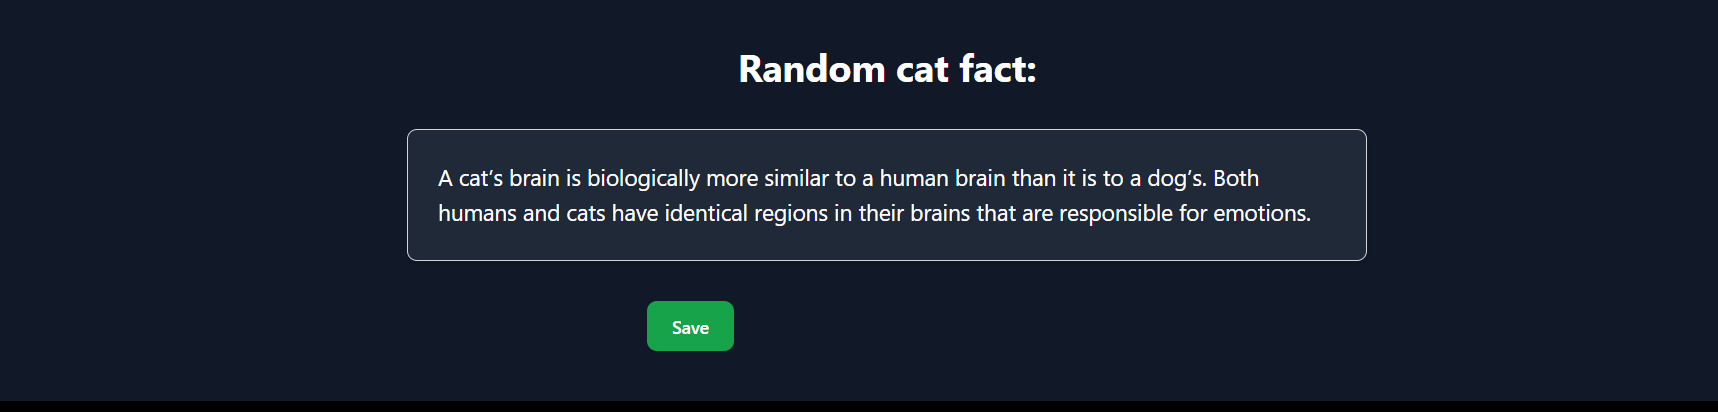 Random cat fact:
A cat’s brain is biologically more similar to a human brain than it is to a dog’s. Both
humans and cats have identical regions in their brains that are responsible for emotions.
Save